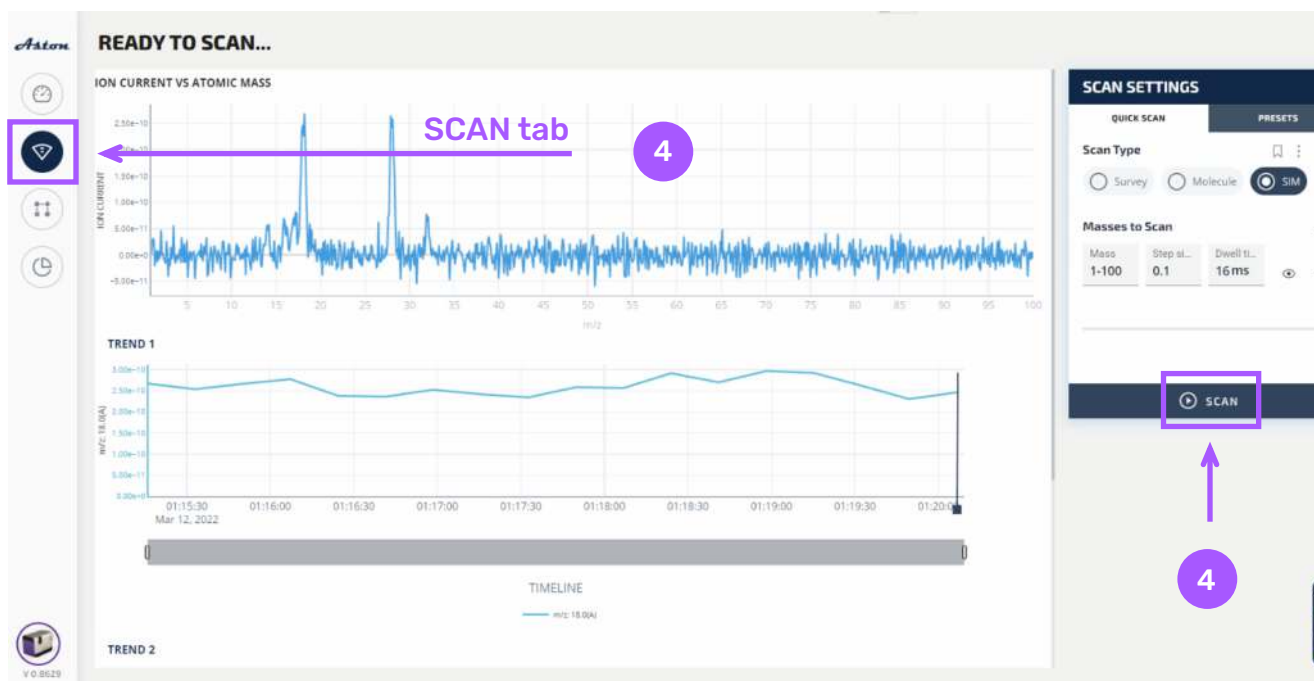 Aston
READY TO SCAN...
ION CURRENT VS ATOMIC MASS
2.50e-10
1.50e-10
1.00e-10
5.00e-11
0.00e+0
-5.00e-11
ION CURRENT
5 10 15 20 25 30 35 40 45 50 55 60 65 70 75 80 85 90 95 100
m/z
SCAN tab
4
TREND 1
3.00e-10
2.50e-10
2.00e-10
1.50e-10
1.00e-10
5.00e-11
0.00e+0
m/z: 18.0(A)
01:15:30 01:16:00 01:16:30 01:17:00 01:17:30 01:18:00 01:18:30 01:19:00 01:19:30
Mar 12, 2022
TIMELINE
m/z: 18.0(A)
TREND 2
V 0.8629
SCAN SETTINGS
QUICK SCAN PRESETS
Scan Type
Survey Molecule SIM
Masses to Scan
Mass Step si... Dwell ti...
1-100 0.1 16 ms
SCAN
4